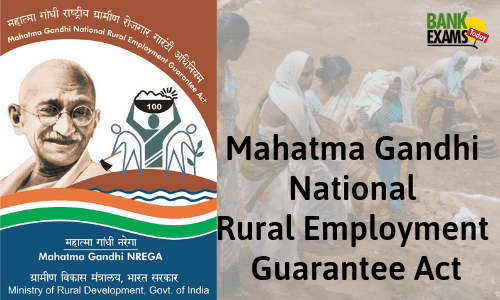 महात्मा गांधी राष्ट्रीय ग्रामीण रोजगार गारंटी अधिनियम
Mahatma Gandhi National Rural Employment Guarantee Act
100
महात्मा गांधी नरेगा
Mahatma Gandhi NREGA
ग्रामीण विकास मंत्रालय, भारत सरकार
Ministry of Rural Development, Govt. of India
BANK
EXAMS Today
Mahatma Gandhi
National
Rural Employment
Guarantee Act